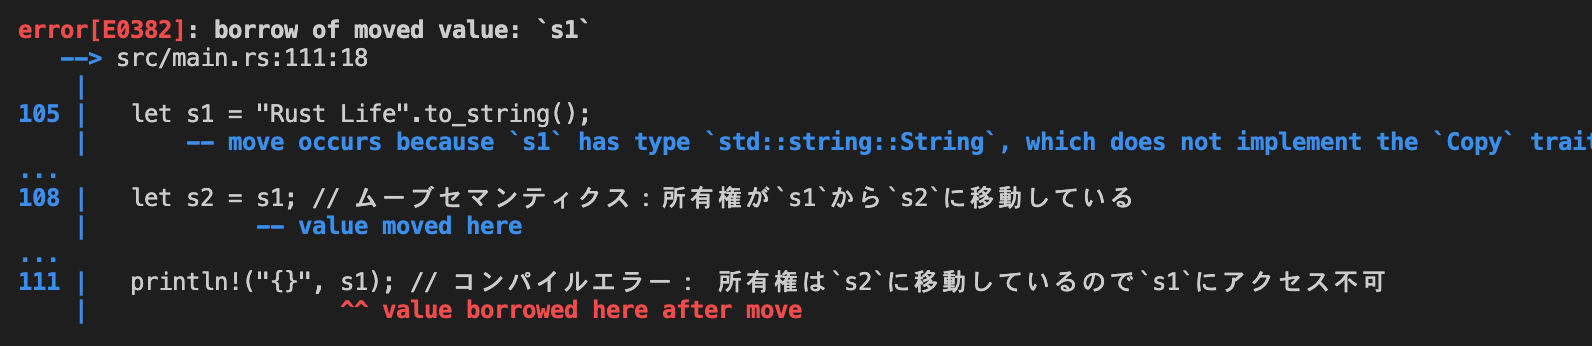 error[E0382]: borrow of moved value: `s1`
--> src/main.rs:111:18
|
105 |   let s1 = "Rust Life".to_string();
|       -- move occurs because `s1` has type `std::string::String`, which does not implement the `Copy` trait
...
108 |   let s2 = s1; // ムーブセマンティクス：所有権が`s1`から`s2`に移動している
|            -- value moved here
...
111 |   println!("{}", s1); // コンパイルエラー： 所有権は`s2`に移動しているので`s1`にアクセス不可
|                  ^^ value borrowed here after move